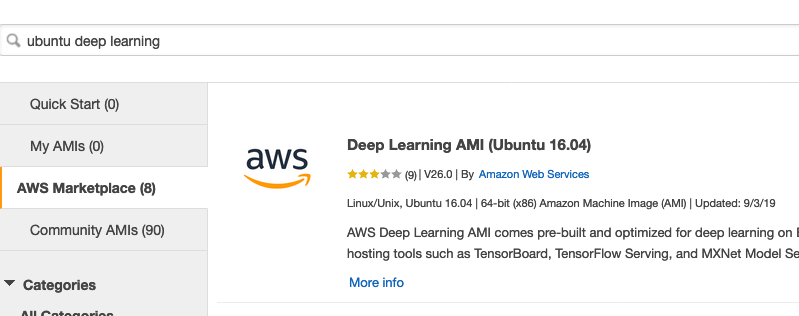 ubuntu deep learning
Quick Start (0)
My AMIs (0)
AWS Marketplace (8)
Community AMIs (90)
Categories
All Categories
aws
Deep Learning AMI (Ubuntu 16.04)
(9) | V26.0 | By Amazon Web Services
Linux/Unix, Ubuntu 16.04 | 64-bit (x86) Amazon Machine Image (AMI) | Updated: 9/3/19
AWS Deep Learning AMI comes pre-built and optimized for deep learning on
hosting tools such as TensorBoard, TensorFlow Serving, and MXNet Model Se
More info